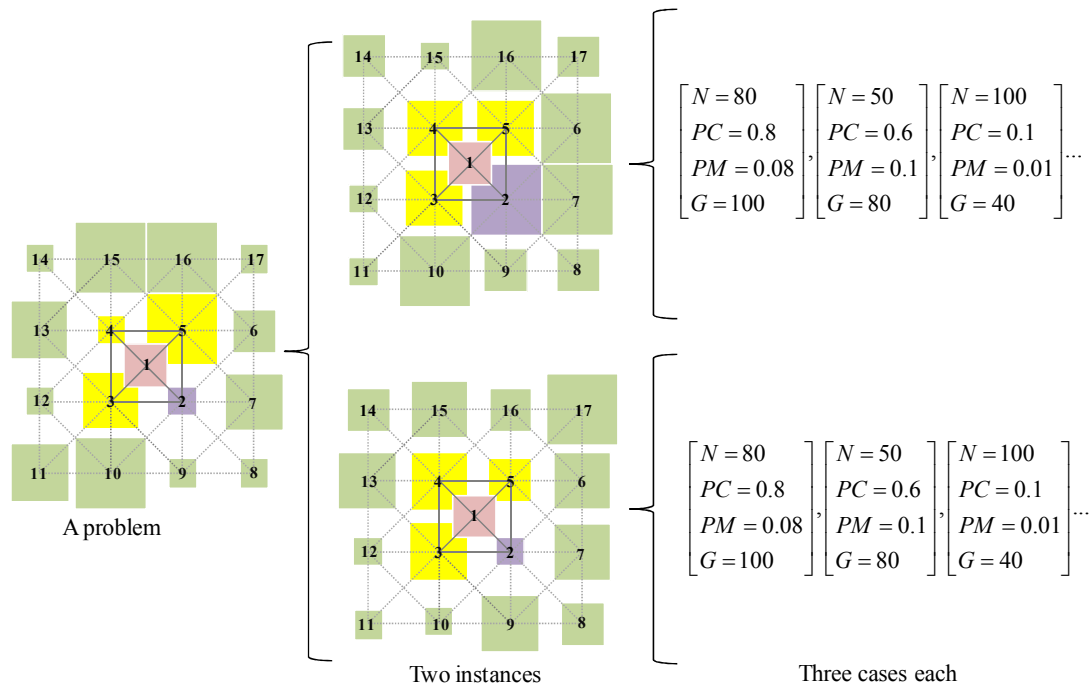 14 15 16 17
13 4 5 6
1
12 3 2 7
11 10 9 8
A problem
14 15 16 17
13 4 5 6
1
12 3 2 7
11 10 9 8
14 15 16 17
13 4 5 6
1
12 3 2 7
11 10 9 8
Two instances
N = 80 N = 50 N = 100
PC = 0.8 , PC = 0.6 , PC = 0.1 ...
PM = 0.08 PM = 0.1 PM = 0.01
G = 100 G = 80 G = 40
N = 80 N = 50 N = 100
PC = 0.8 , PC = 0.6 , PC = 0.1 ...
PM = 0.08 PM = 0.1 PM = 0.01
G = 100 G = 80 G = 40
Three cases each